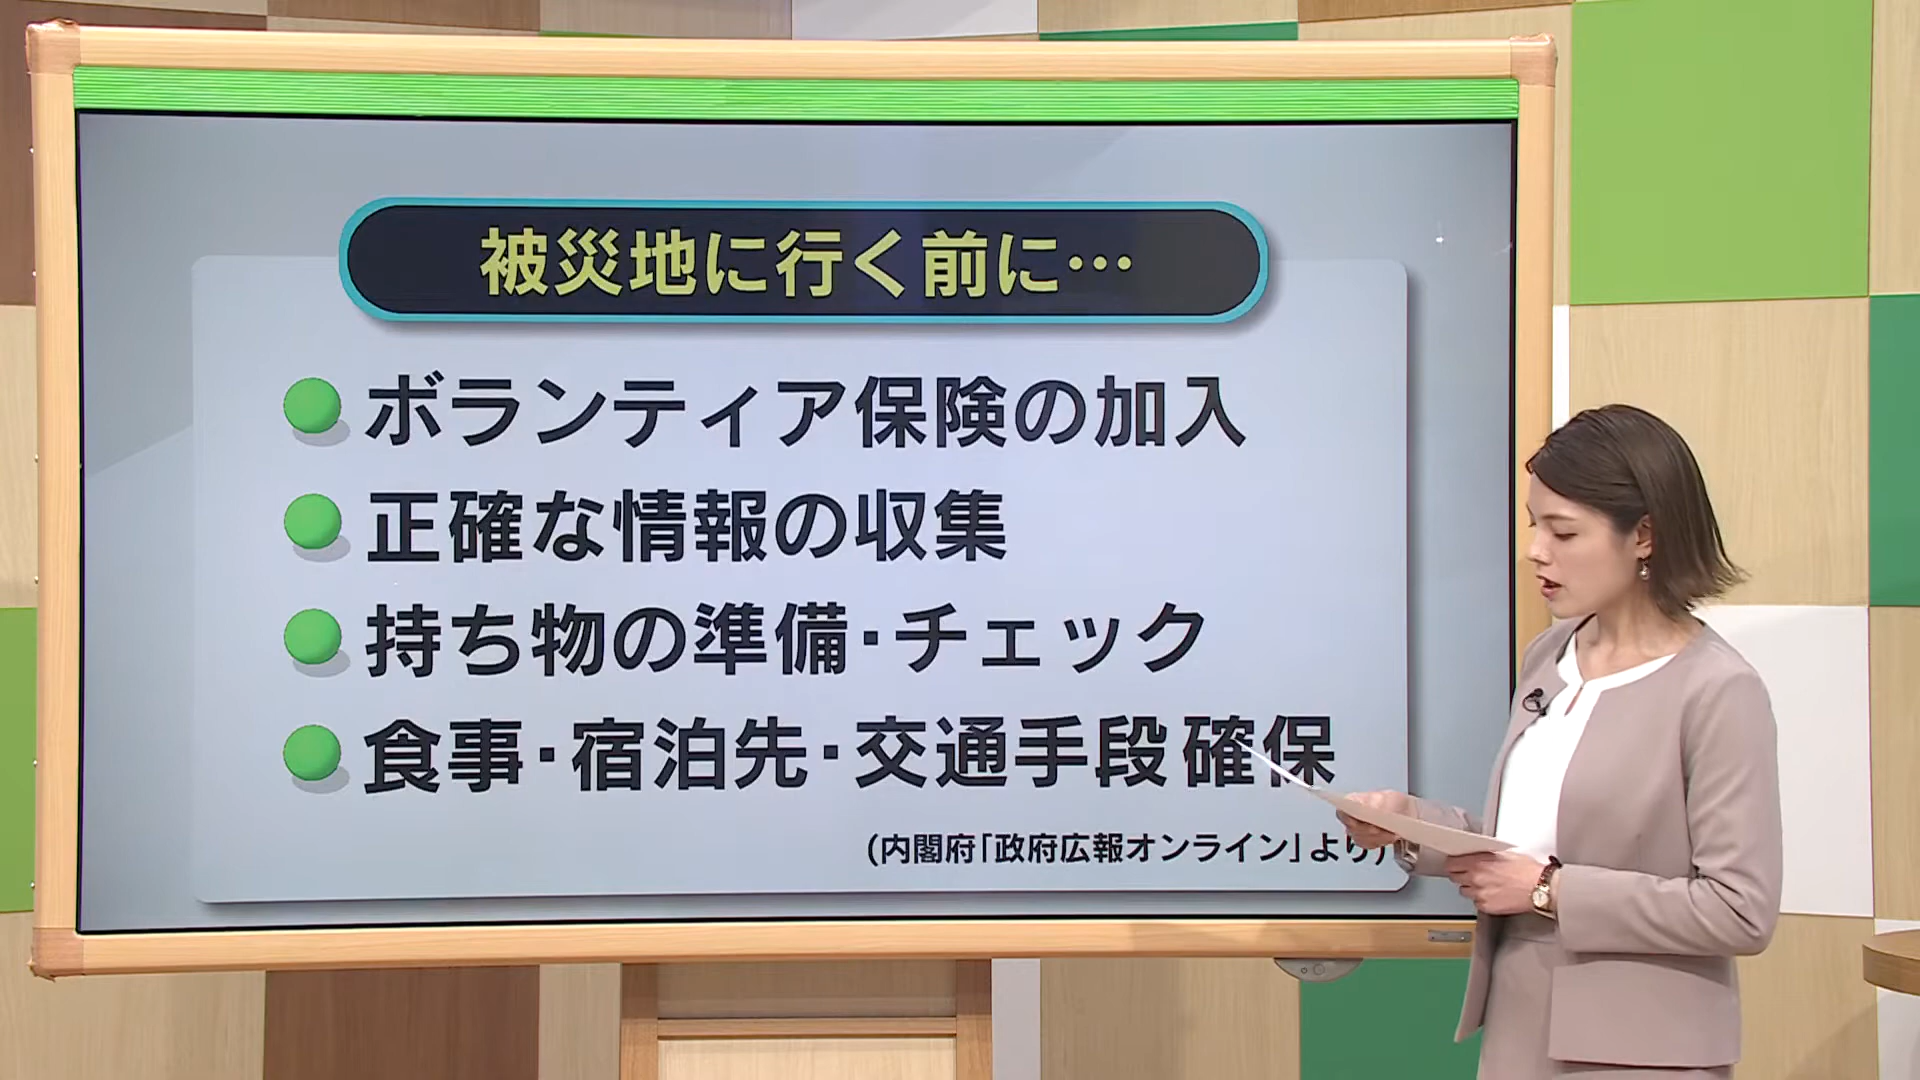 被災地に行く前に…
ボランティア保険の加入
正確な情報の収集
持ち物の準備･チェック
食事･宿泊先･交通手段確保
(内閣府｢政府広報オンライン｣より)